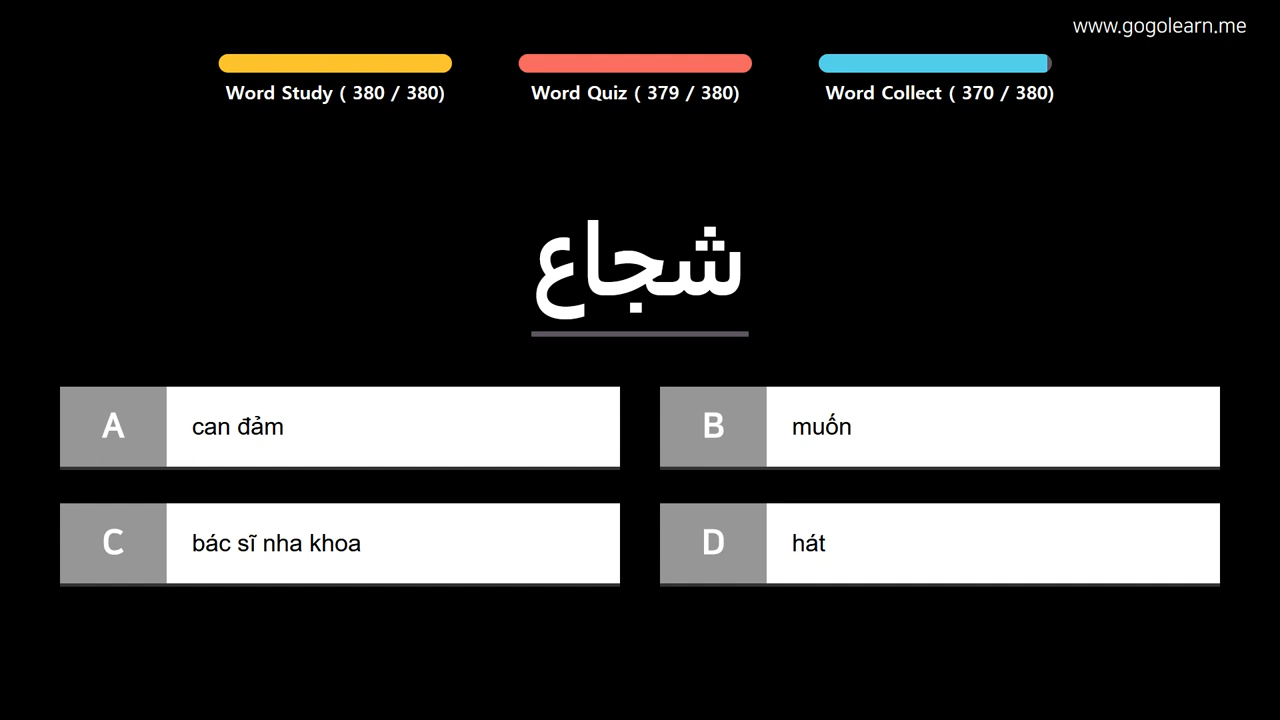 www.gogolearn.me
Word Study ( 380 / 380)
Word Quiz ( 379 / 380)
Word Collect ( 370 / 380)
شجاع
A
can đảm
B
muốn
C
bác sĩ nha khoa
D
hát